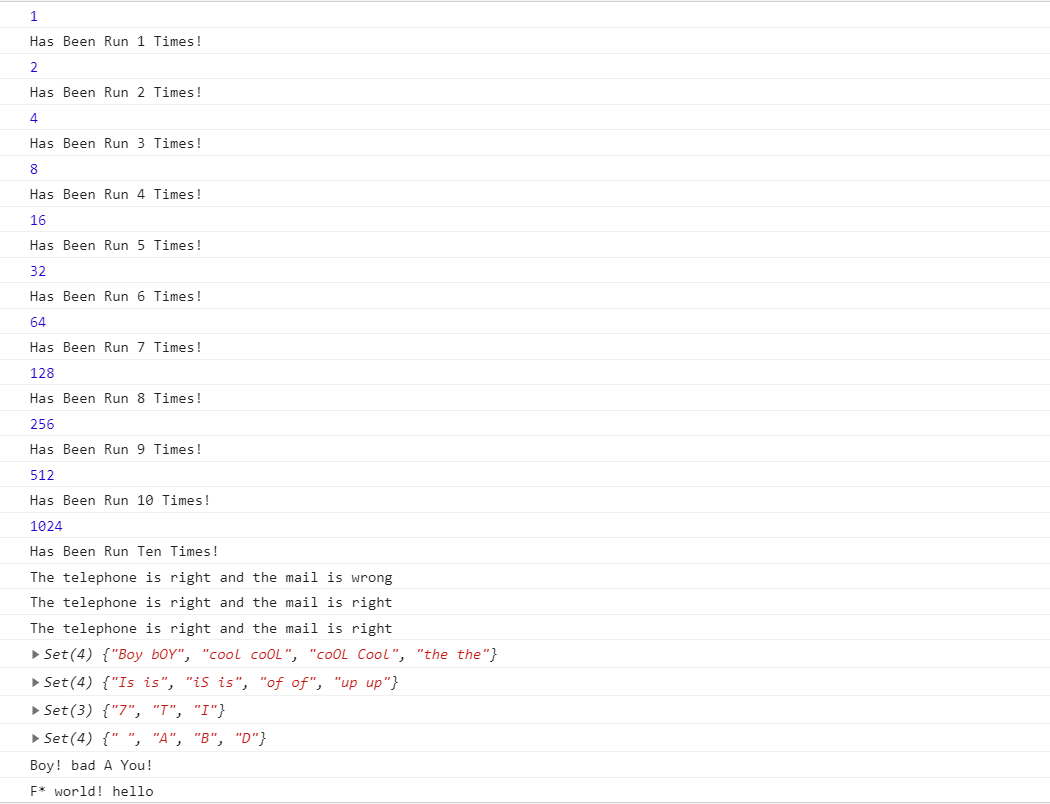 1
Has Been Run 1 Times!
2
Has Been Run 2 Times!
4
Has Been Run 3 Times!
8
Has Been Run 4 Times!
16
Has Been Run 5 Times!
32
Has Been Run 6 Times!
64
Has Been Run 7 Times!
128
Has Been Run 8 Times!
256
Has Been Run 9 Times!
512
Has Been Run 10 Times!
1024
Has Been Run Ten Times!
The telephone is right and the mail is wrong
The telephone is right and the mail is right
The telephone is right and the mail is right
Set(4) {"Boy bOY", "cool coOL", "coOL Cool", "the the"}
Set(4) {"Is is", "iS is", "of of", "up up"}
Set(3) {"7", "T", "I"}
Set(4) {" ", "A", "B", "D"}
Boy! bad A You!
F* world! hello